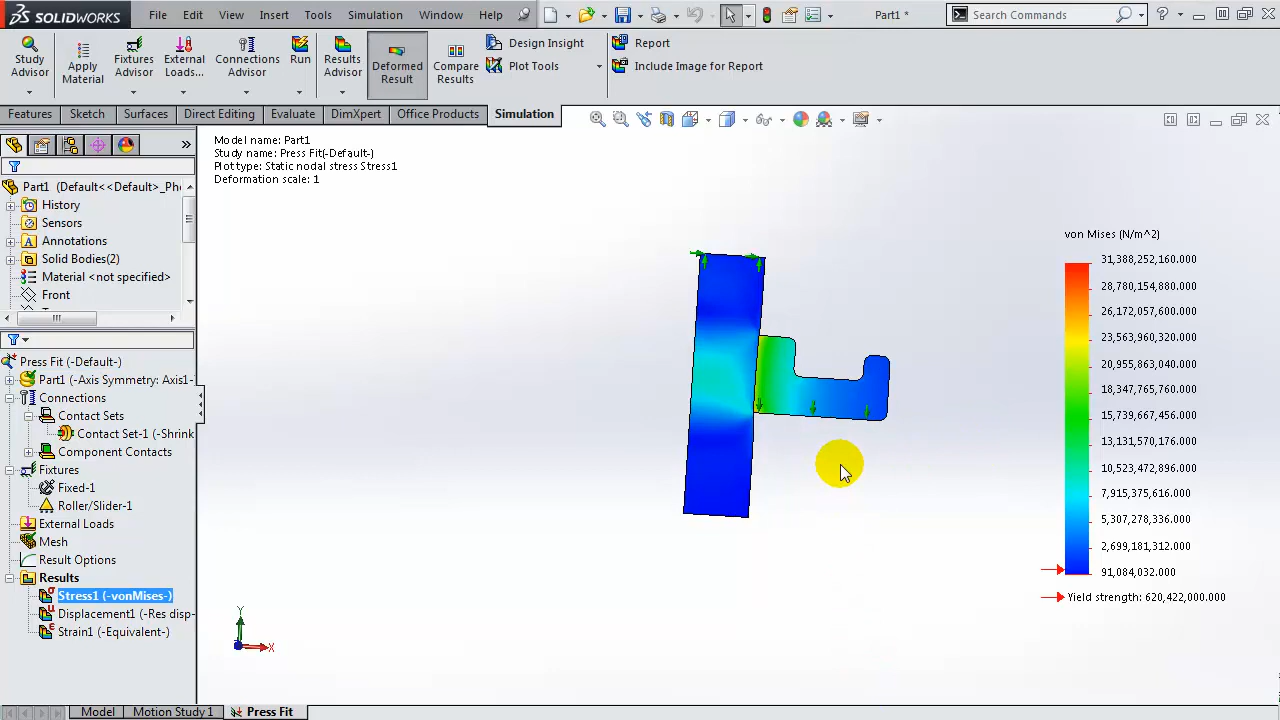 SOLIDWORKS
File Edit View Insert Tools Simulation Window Help
Part1 *
Search Commands
Study Advisor
Apply Material
Fixtures Advisor
External Loads...
Connections Advisor
Run
Results Advisor
Deformed Result
Compare Results
Design Insight
Plot Tools
Report
Include Image for Report
Features Sketch Surfaces Direct Editing Evaluate DimXpert Office Products Simulation
Model name: Part1
Study name: Press Fit(-Default-)
Plot type: Static nodal stress Stress1
Deformation scale: 1
Part1 (Default<<Default>_Ph
History
Sensors
Annotations
Solid Bodies(2)
Material <not specified>
Front
Press Fit (-Default-)
Part1 (-Axis Symmetry: Axis1-
Connections
Contact Sets
Contact Set-1 (-Shrink
Component Contacts
Fixtures
Fixed-1
Roller/Slider-1
External Loads
Mesh
Result Options
Results
Stress1 (-vonMises-)
Displacement1 (-Res disp-
Strain1 (-Equivalent-)
von Mises (N/m^2)
31,388,252,160.000
28,780,154,880.000
26,172,057,600.000
23,563,960,320.000
20,955,863,040.000
18,347,765,760.000
15,739,667,456.000
13,131,570,176.000
10,523,472,896.000
7,915,375,616.000
5,307,278,336.000
2,699,181,312.000
91,084,032.000
Yield strength: 620,422,000.000
Y
X
Model Motion Study 1 Press Fit